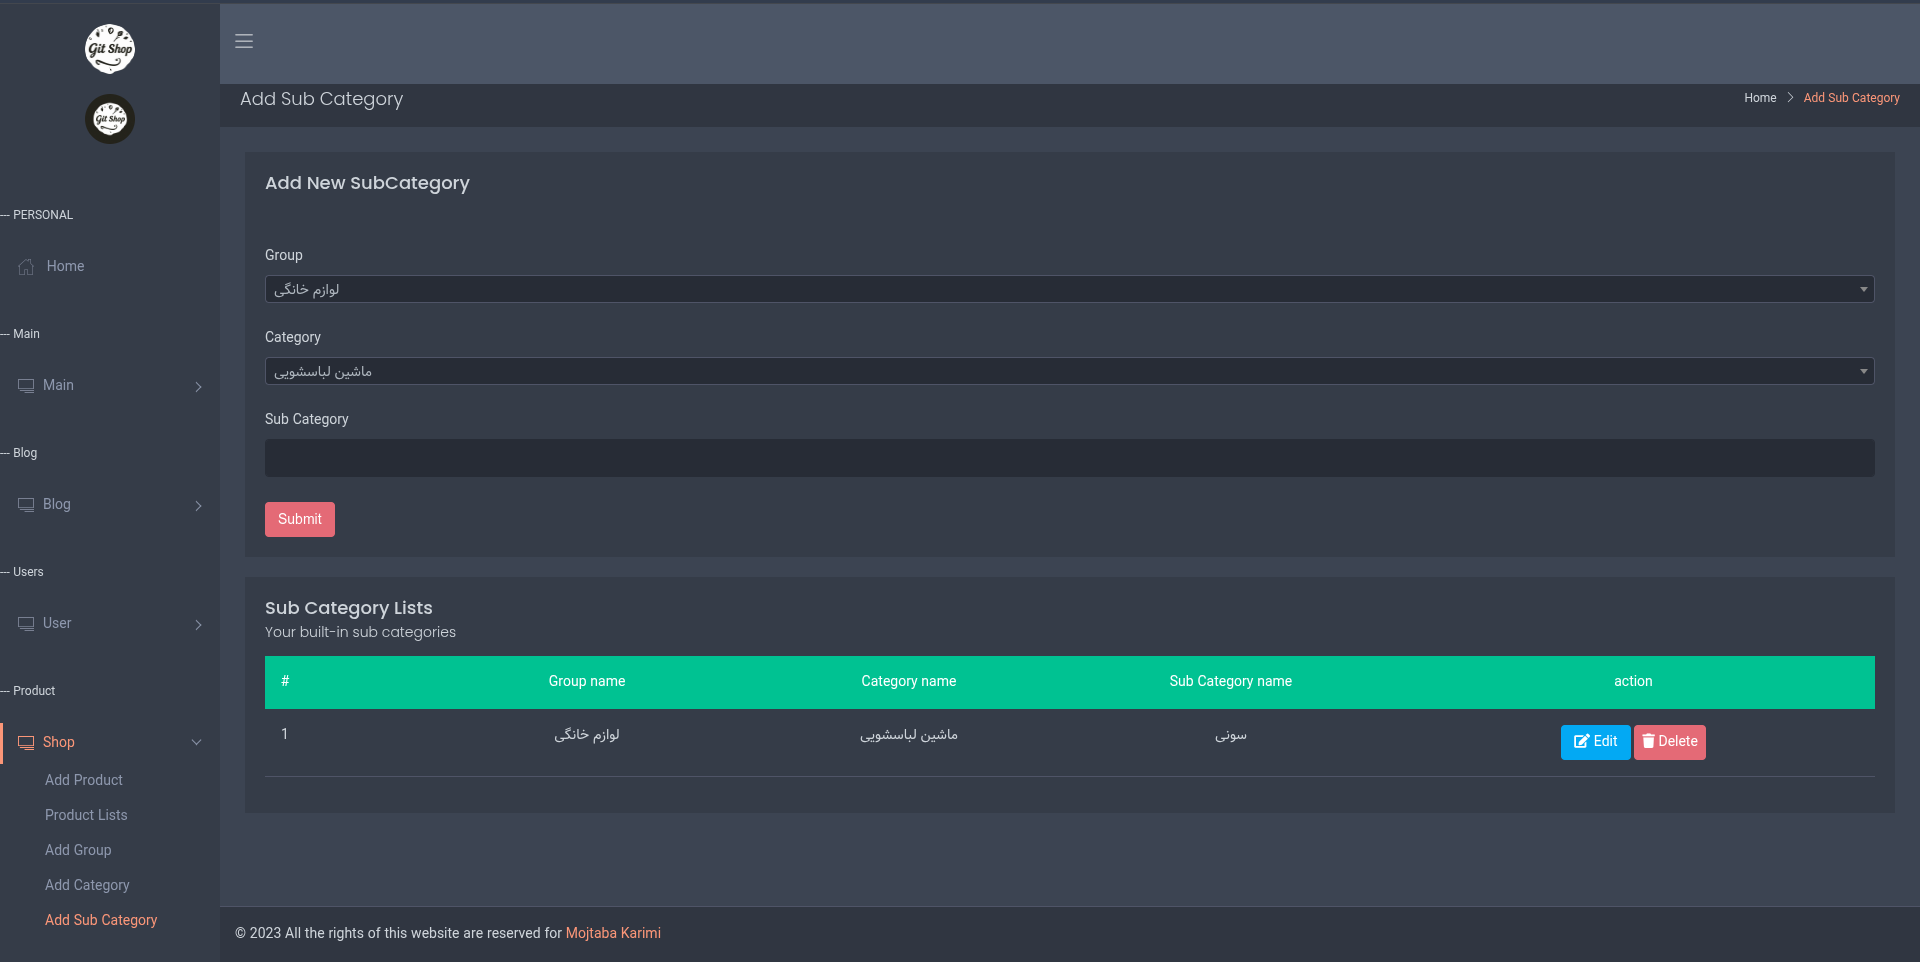 Git Shop
Git Shop
--- PERSONAL
Home
--- Main
Main
--- Blog
Blog
--- Users
User
--- Product
Shop
Add Product
Product Lists
Add Group
Add Category
Add Sub Category
Add Sub Category
Home > Add Sub Category
Add New SubCategory
Group
لوازم خانگی
Category
ماشین لباسشویی
Sub Category
Submit
Sub Category Lists
Your built-in sub categories
# Group name Category name Sub Category name action
1 لوازم خانگی ماشین لباسشویی سونی Edit Delete
© 2023 All the rights of this website are reserved for Mojtaba Karimi